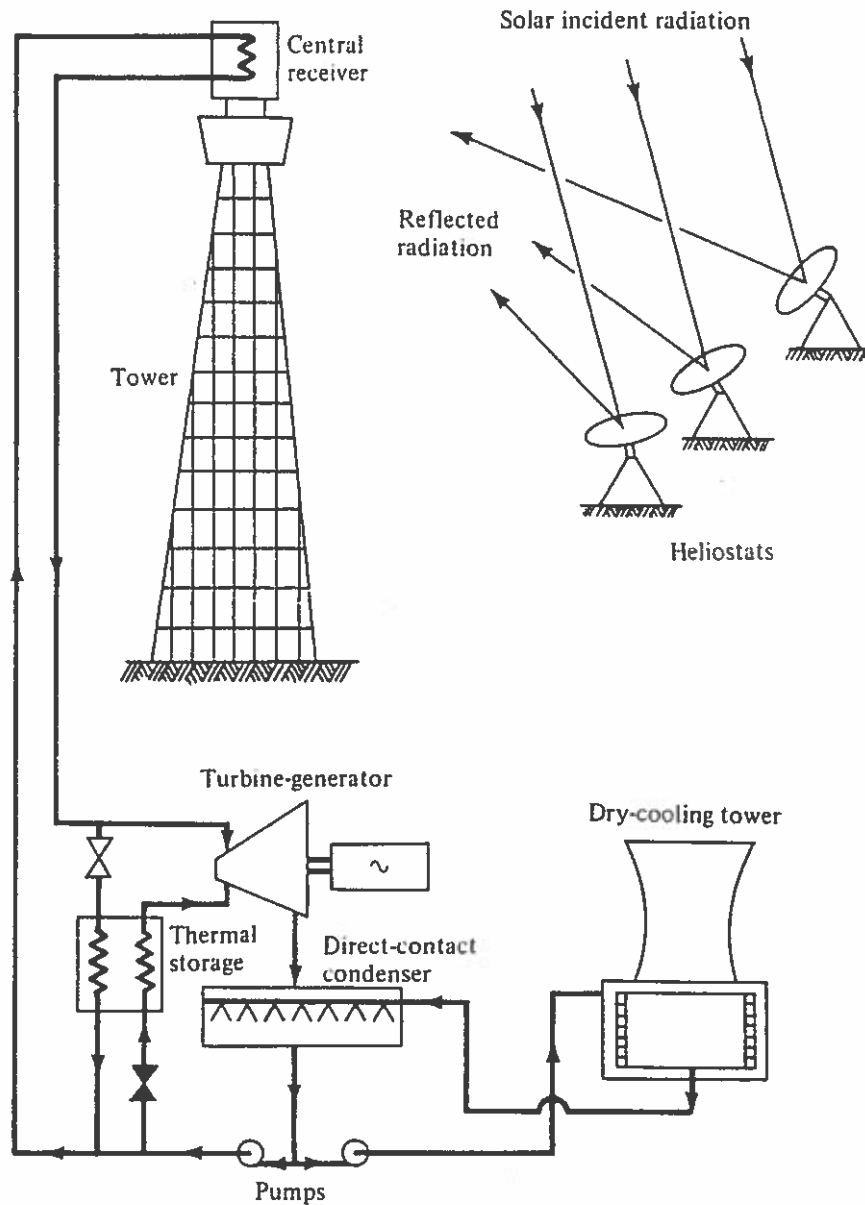 Solar incident radiation
Central
receiver
Reflected
radiation
Tower
Heliostats
Turbine-generator
Dry-cooling tower
Thermal
storage
Direct-contact
condenser
Pumps